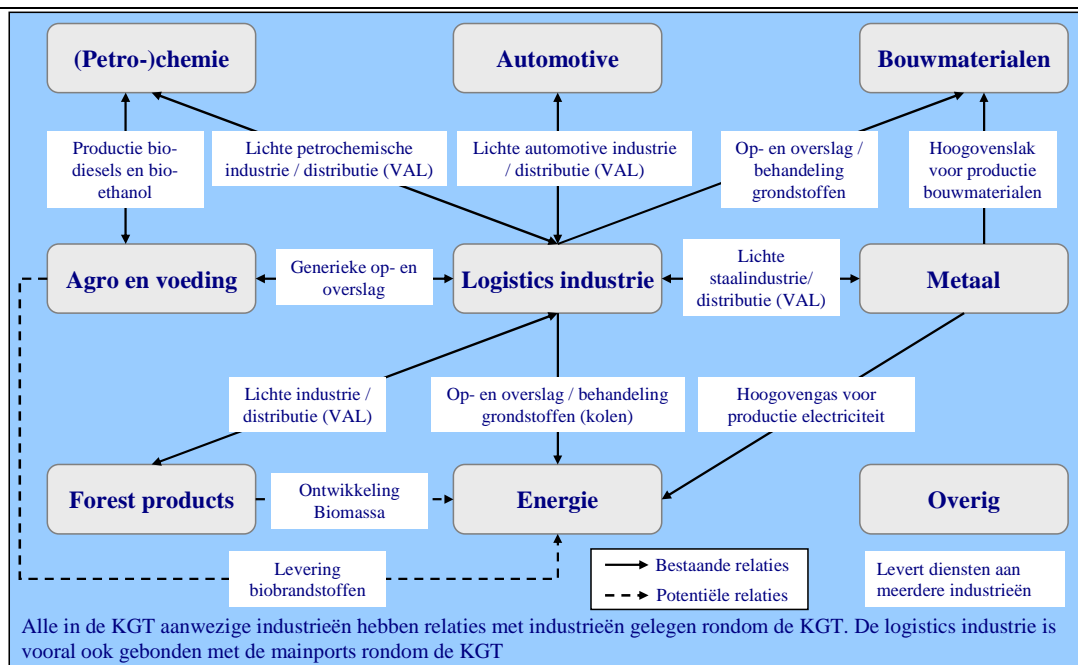 (Petro-)chemie
Automotive
Bouwmaterialen
Productie bio-
diesels en bio-
ethanol
Lichte petrochemische
industrie / distributie (VAL)
Lichte automotive industrie
/ distributie (VAL)
Op- en overslag /
behandeling
grondstoffen
Hoogovenslak
voor productie
bouwmaterialen
Agro en voeding
Generieke op- en
overslag
Logistics industrie
Lichte
staalindustrie/
distributie (VAL)
Metaal
Lichte industrie /
distributie (VAL)
Op- en overslag / behandeling
grondstoffen (kolen)
Hoogovengas voor
productie electriciteit
Forest products
Ontwikkeling
Biomassa
Energie
Overig
Levering
biobrandstoffen
Bestaande relaties
Potentiële relaties
Levert diensten aan
meerdere industrieën
Alle in de KGT aanwezige industrieën hebben relaties met industrieën gelegen rondom de KGT. De logistics industrie is
vooral ook gebonden met de mainports rondom de KGT